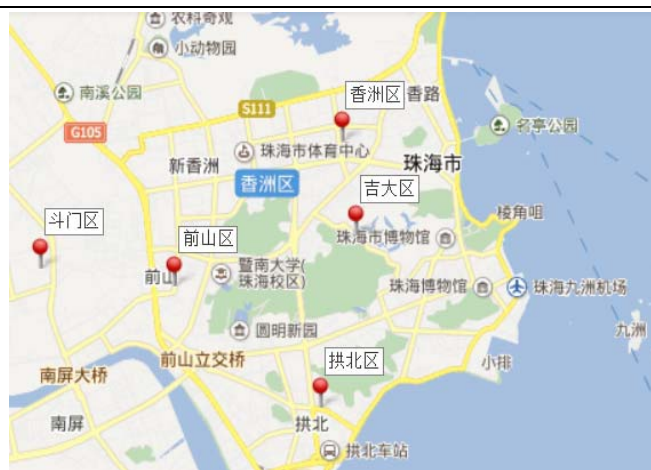 农科奇观
小动物园
南溪公园
S111
香洲区
香路
名亭公园
G105
新香洲
珠海市体育中心
珠海市
香洲区
吉大区
斗门区
前山区
棱角咀
珠海市博物馆
前山
暨南大学(
珠海校区)
珠海博物馆
珠海九洲机场
圆明新园
九洲
前山立交桥
小排
南屏大桥
拱北区
南屏
拱北
拱北车站